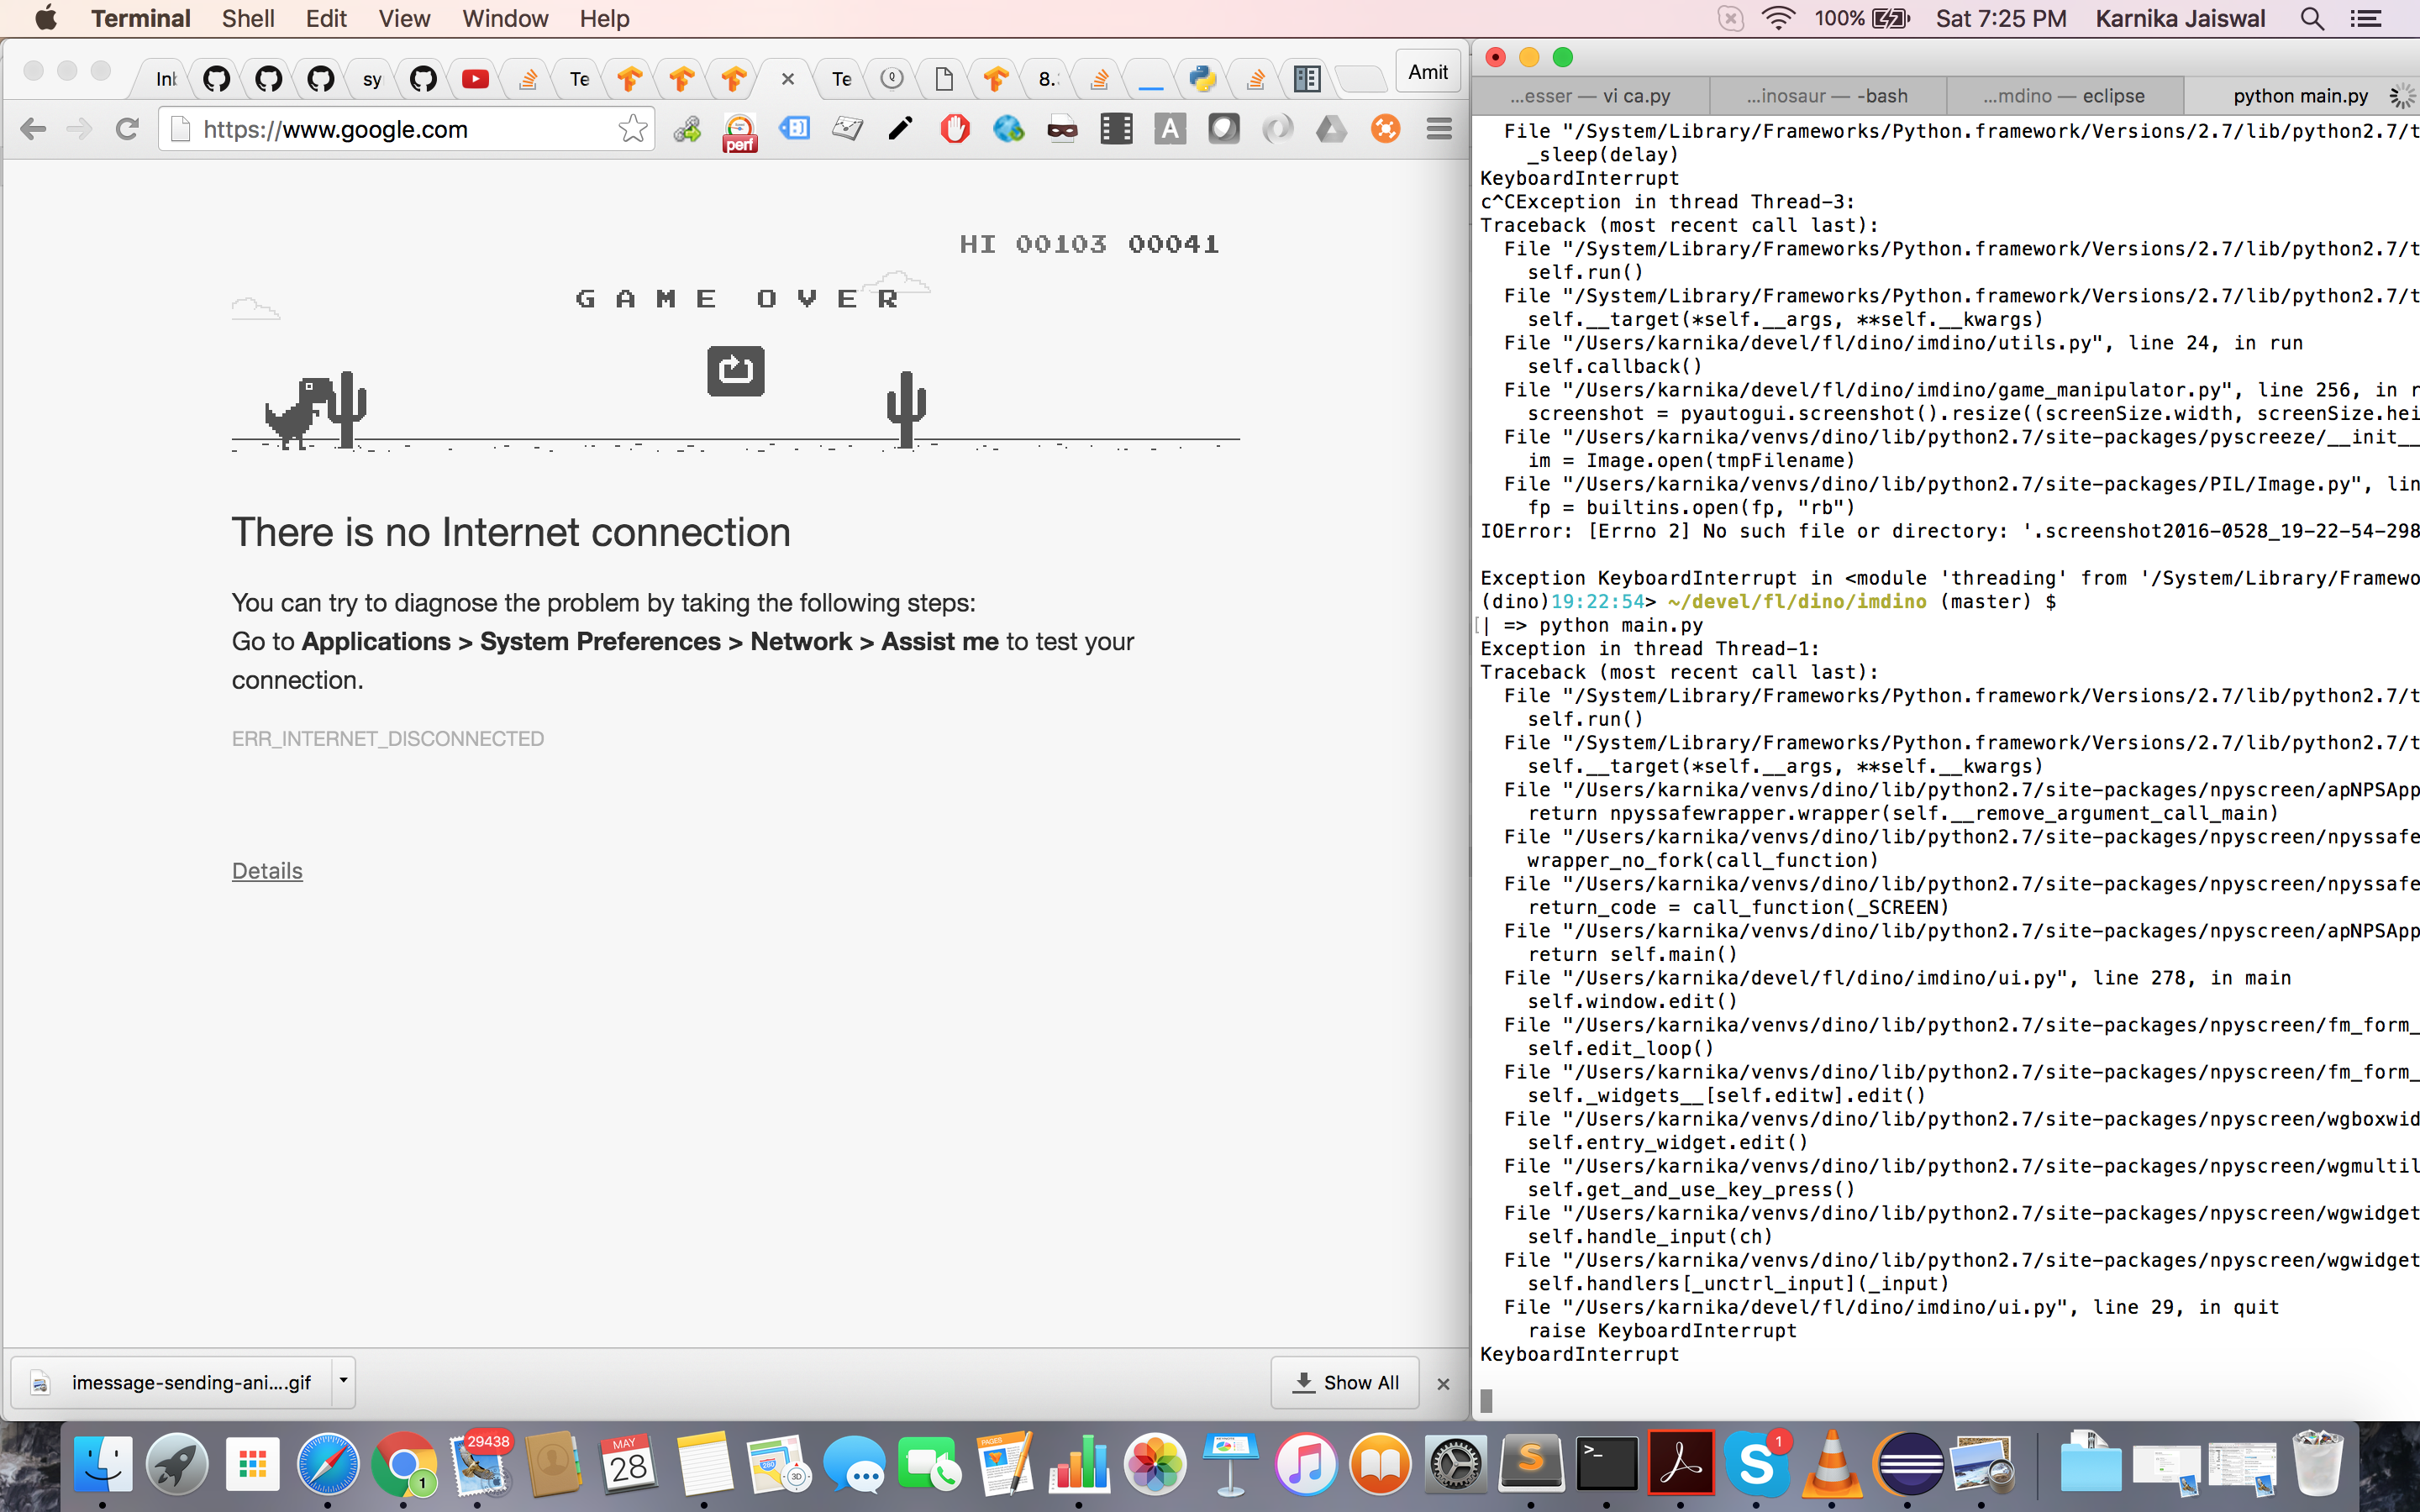 Terminal Shell Edit View Window Help
100% Sat 7:25 PM Karnika Jaiswal
sy Te Te 8. Amit
https://www.google.com
perf
HI 00103 00041
GAME OVER
There is no Internet connection
You can try to diagnose the problem by taking the following steps:
Go to Applications > System Preferences > Network > Assist me to test your
connection.
ERR_INTERNET_DISCONNECTED
Details
imessage-sending-ani....gif
Show All
...esser — vi ca.py ...inosaur — -bash ...mdino — eclipse python main.py
File "/System/Library/Frameworks/Python.framework/Versions/2.7/lib/python2.7/t
_sleep(delay)
KeyboardInterrupt
c^CException in thread Thread-3:
Traceback (most recent call last):
File "/System/Library/Frameworks/Python.framework/Versions/2.7/lib/python2.7/t
self.run()
File "/System/Library/Frameworks/Python.framework/Versions/2.7/lib/python2.7/t
self.__target(*self.__args, **self.__kwargs)
File "/Users/karnika/devel/fl/dino/imdino/utils.py", line 24, in run
self.callback()
File "/Users/karnika/devel/fl/dino/imdino/game_manipulator.py", line 256, in r
screenshot = pyautogui.screenshot().resize((screenSize.width, screenSize.hei
File "/Users/karnika/venvs/dino/lib/python2.7/site-packages/pyscreeze/__init__
im = Image.open(tmpFilename)
File "/Users/karnika/venvs/dino/lib/python2.7/site-packages/PIL/Image.py", lin
fp = builtins.open(fp, "rb")
IOError: [Errno 2] No such file or directory: '.screenshot2016-0528_19-22-54-298
Exception KeyboardInterrupt in <module 'threading' from '/System/Library/Framewo
(dino)19:22:54> ~/devel/fl/dino/imdino (master) $
[| => python main.py
Exception in thread Thread-1:
Traceback (most recent call last):
File "/System/Library/Frameworks/Python.framework/Versions/2.7/lib/python2.7/t
self.run()
File "/System/Library/Frameworks/Python.framework/Versions/2.7/lib/python2.7/t
self.__target(*self.__args, **self.__kwargs)
File "/Users/karnika/venvs/dino/lib/python2.7/site-packages/npyscreen/apNPSApp
return npyssafewrapper.wrapper(self.__remove_argument_call_main)
File "/Users/karnika/venvs/dino/lib/python2.7/site-packages/npyscreen/npyssafe
wrapper_no_fork(call_function)
File "/Users/karnika/venvs/dino/lib/python2.7/site-packages/npyscreen/npyssafe
return_code = call_function(_SCREEN)
File "/Users/karnika/venvs/dino/lib/python2.7/site-packages/npyscreen/apNPSApp
return self.main()
File "/Users/karnika/devel/fl/dino/imdino/ui.py", line 278, in main
self.window.edit()
File "/Users/karnika/venvs/dino/lib/python2.7/site-packages/npyscreen/fm_form_
self.edit_loop()
File "/Users/karnika/venvs/dino/lib/python2.7/site-packages/npyscreen/fm_form_
self._widgets__[self.editw].edit()
File "/Users/karnika/venvs/dino/lib/python2.7/site-packages/npyscreen/wgboxwid
self.entry_widget.edit()
File "/Users/karnika/venvs/dino/lib/python2.7/site-packages/npyscreen/wgmultil
self.get_and_use_key_press()
File "/Users/karnika/venvs/dino/lib/python2.7/site-packages/npyscreen/wgwidget
self.handle_input(ch)
File "/Users/karnika/venvs/dino/lib/python2.7/site-packages/npyscreen/wgwidget
self.handlers[_unctrl_input](_input)
File "/Users/karnika/devel/fl/dino/imdino/ui.py", line 29, in quit
raise KeyboardInterrupt
KeyboardInterrupt
1 29438 MAY 28 PAGES 280 3D S >_ S 1